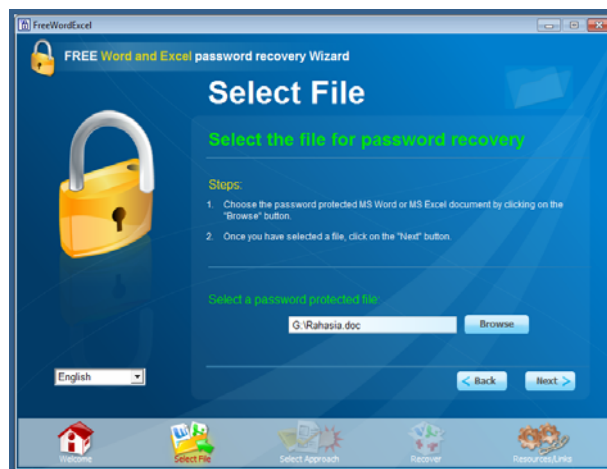 FreeWordExcel
FREE Word and Excel password recovery Wizard
Select File
Select the file for password recovery
Steps:
1. Choose the password protected MS Word or MS Excel document by clicking on the
"Browse" button.
2. Once you have selected a file, click on the "Next" button.
Select a password protected file:
G:\Rahasia.doc
Browse
English
< Back
Next >
Welcome
Select File
Select Approach
Recover
Resources/Links